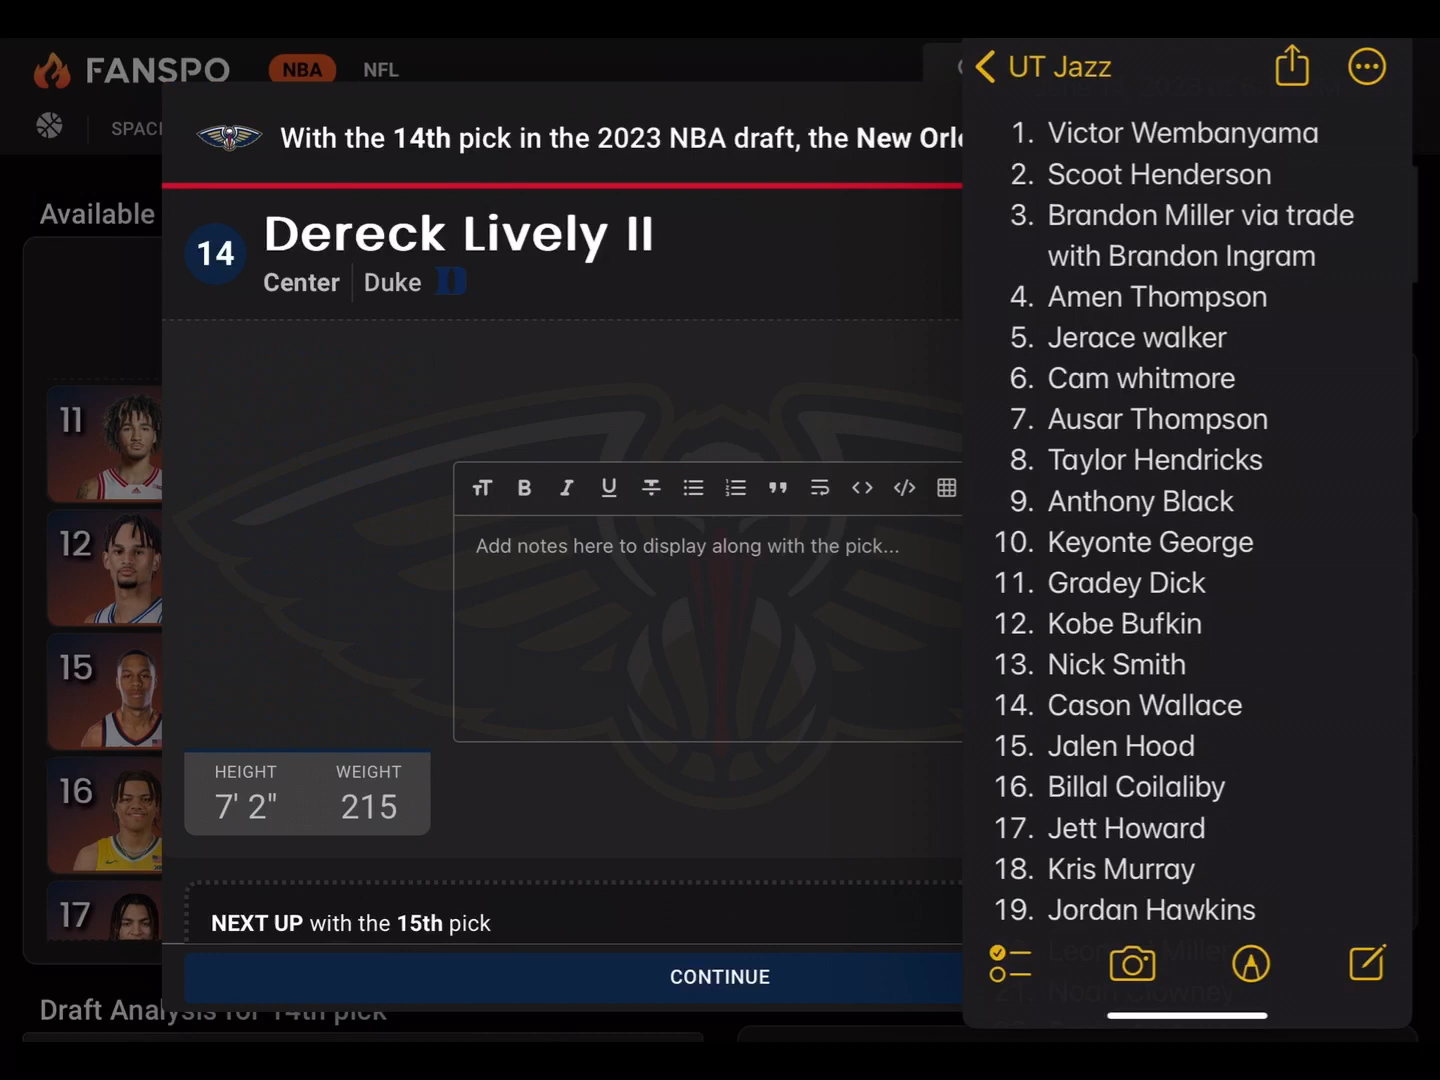 FANSPO
NBA
NFL
UT Jazz
With the 14th pick in the 2023 NBA draft, the New Orl
Available
14
Dereck Lively II
Center
Duke
11
12
15
16
17
Add notes here to display along with the pick...
HEIGHT
WEIGHT
7' 2"
215
NEXT UP with the 15th pick
CONTINUE
Draft Analysis for 14th pick
1. Victor Wembanyama
2. Scoot Henderson
3. Brandon Miller via trade
with Brandon Ingram
4. Amen Thompson
5. Jerace walker
6. Cam whitmore
7. Ausar Thompson
8. Taylor Hendricks
9. Anthony Black
10. Keyonte George
11. Gradey Dick
12. Kobe Bufkin
13. Nick Smith
14. Cason Wallace
15. Jalen Hood
16. Billal Coilaliby
17. Jett Howard
18. Kris Murray
19. Jordan Hawkins